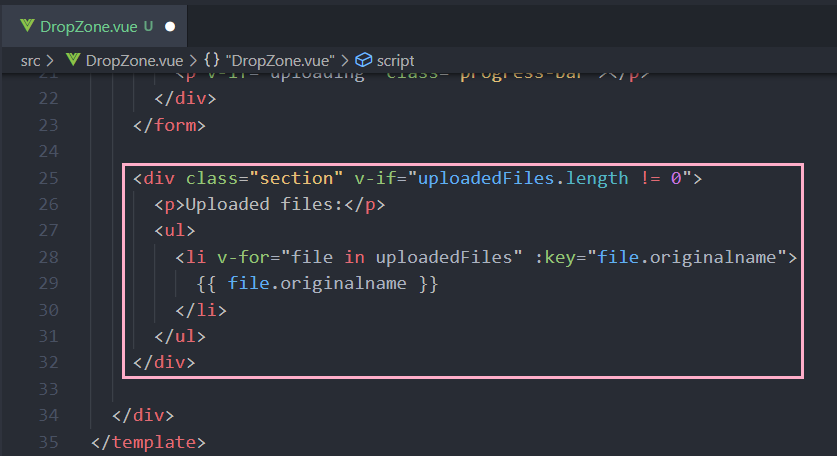 DropZone.vue U
src > DropZone.vue > {} "DropZone.vue" > script
21 <p v-if="uploading" class="progress-bar"></p>
22 </div>
23 </form>
24
25 <div class="section" v-if="uploadedFiles.length != 0">
26 <p>Uploaded files:</p>
27 <ul>
28 <li v-for="file in uploadedFiles" :key="file.originalname">
29 {{ file.originalname }}
30 </li>
31 </ul>
32 </div>
33
34 </div>
35 </template>